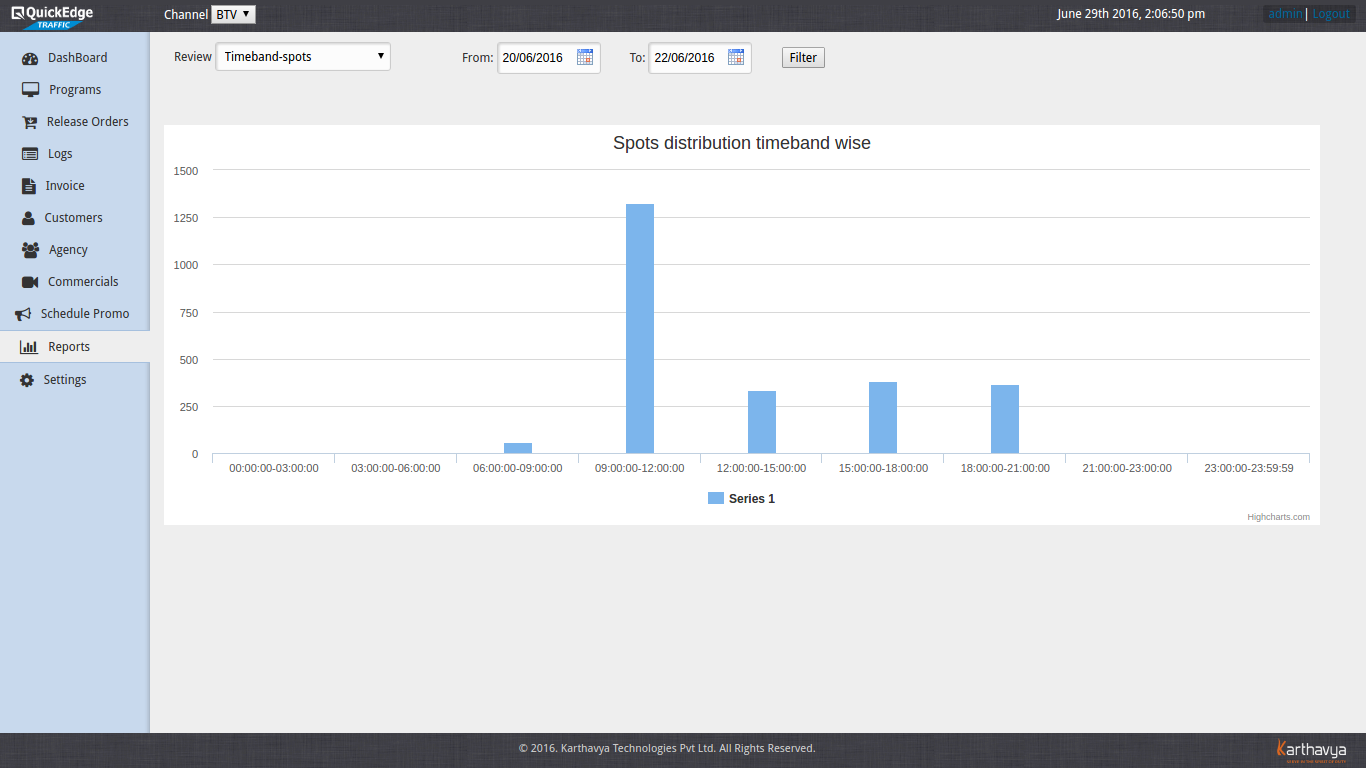 QuickEdge
TRAFFIC
Channel BTV
June 29th 2016, 2:06:50 pm
admin | Logout
DashBoard
Programs
Release Orders
Logs
Invoice
Customers
Agency
Commercials
Schedule Promo
Reports
Settings
Review Timeband-spots From: 20/06/2016 To: 22/06/2016 Filter
Spots distribution timeband wise
1500
1250
1000
750
500
250
0
00:00:00-03:00:00 03:00:00-06:00:00 06:00:00-09:00:00 09:00:00-12:00:00 12:00:00-15:00:00 15:00:00-18:00:00 18:00:00-21:00:00 21:00:00-23:00:00 23:00:00-23:59:59
Series 1
Highcharts.com
© 2016. Karthavya Technologies Pvt Ltd. All Rights Reserved.
Karthavya